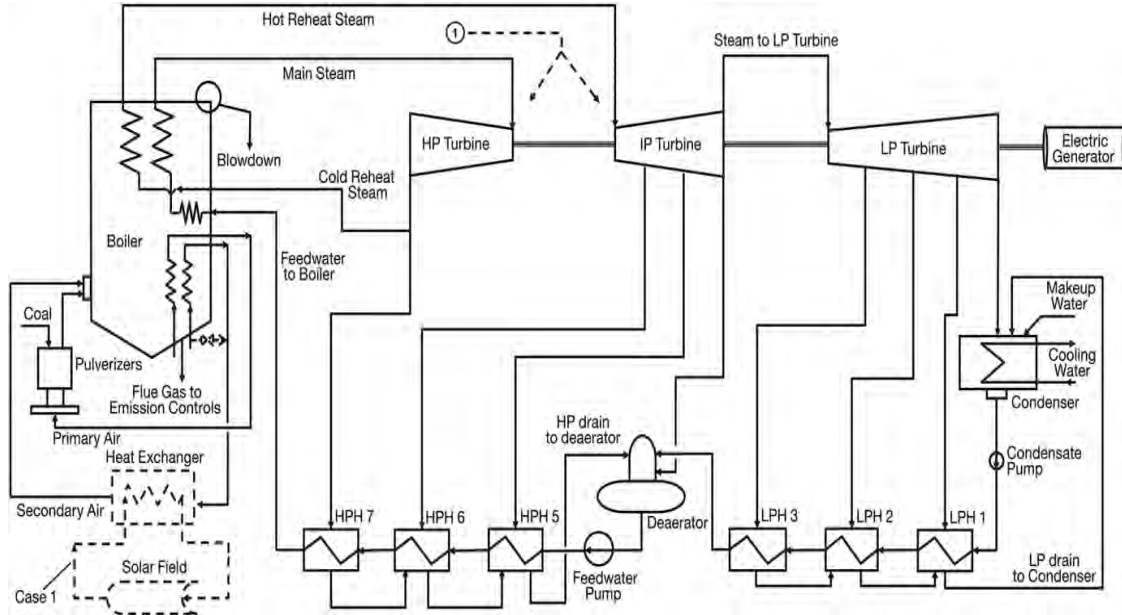 Hot Reheat Steam
1
Steam to LP Turbine
Main Steam
HP Turbine
IP Turbine
LP Turbine
Electric
Generator
Blowdown
Cold Reheat
Steam
Boiler
Feedwater
to Boiler
Coal
Pulverizers
Flue Gas to
Emission Controls
Primary Air
Makeup
Water
Cooling
Water
Condenser
HP drain
to deaerator
Condensate
Pump
Heat Exchanger
Secondary Air
HPH 7
HPH 6
HPH 5
Deaerator
LPH 3
LPH 2
LPH 1
Solar Field
Case 1
Feedwater
Pump
LP drain
to Condenser